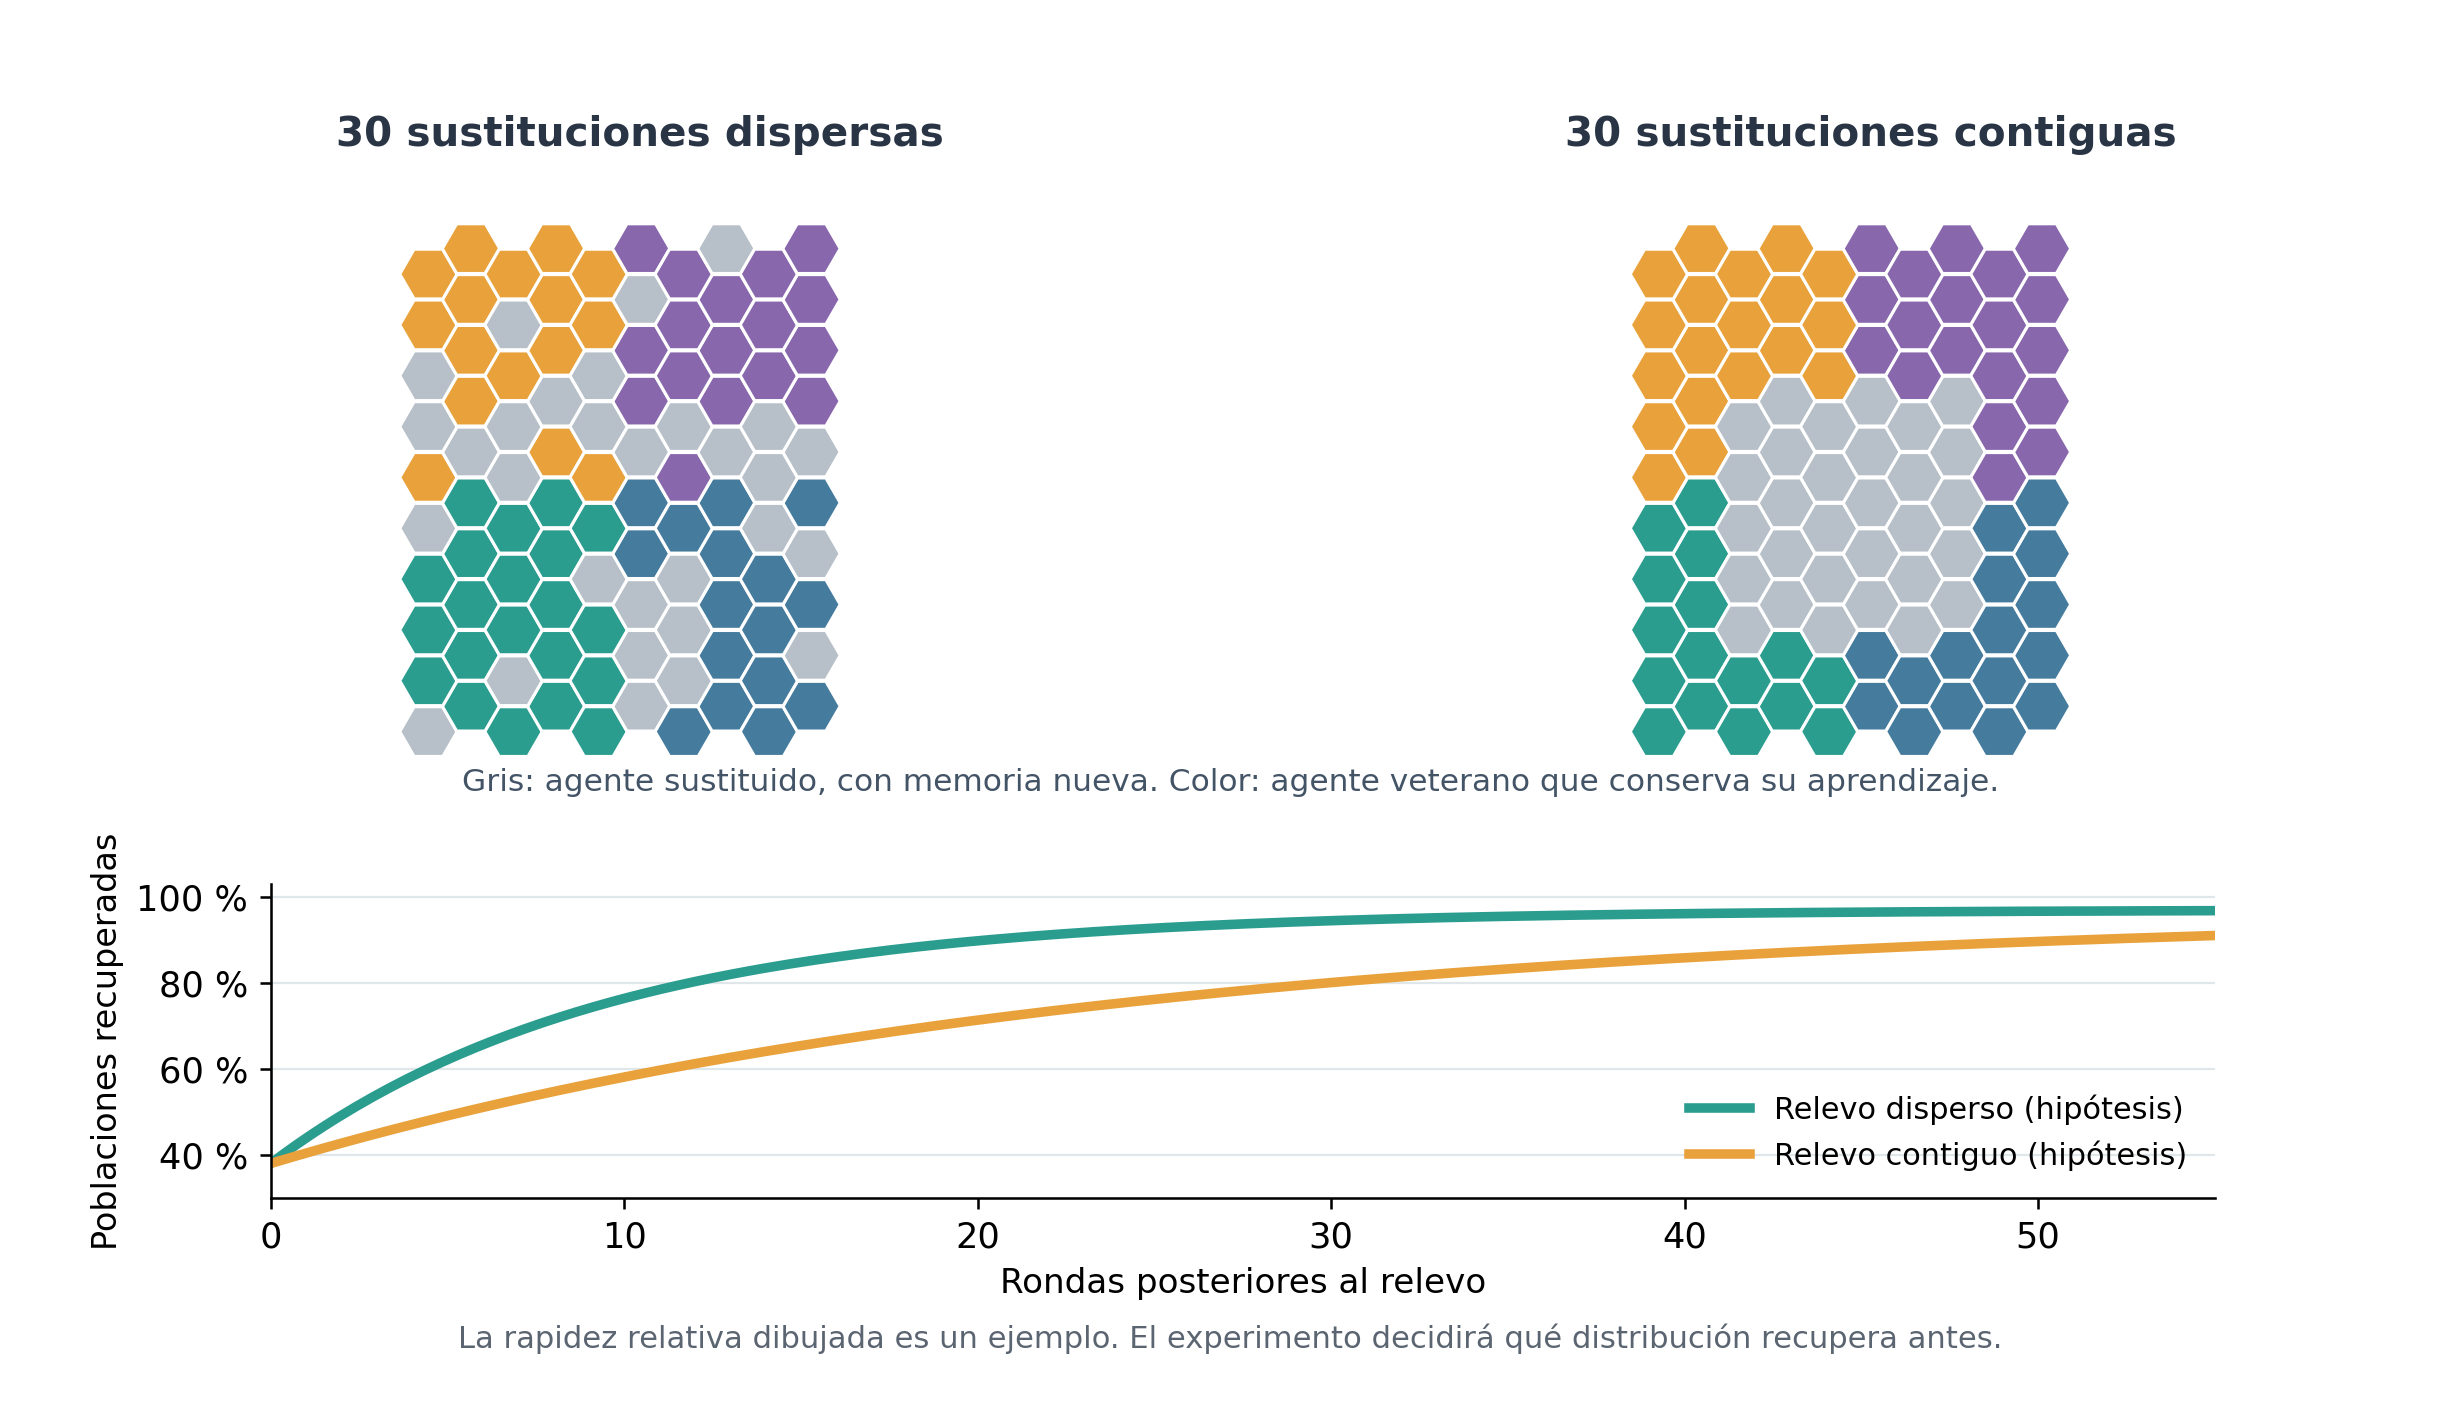 30 sustituciones dispersas
30 sustituciones contiguas
Gris: agente sustituido, con memoria nueva. Color: agente veterano que conserva su aprendizaje.
Poblaciones recuperadas
100 %
80 %
60 %
40 %
Relevo disperso (hipótesis)
Relevo contiguo (hipótesis)
0
10
20
30
40
50
Rondas posteriores al relevo
La rapidez relativa dibujada es un ejemplo. El experimento decidirá qué distribución recupera antes.